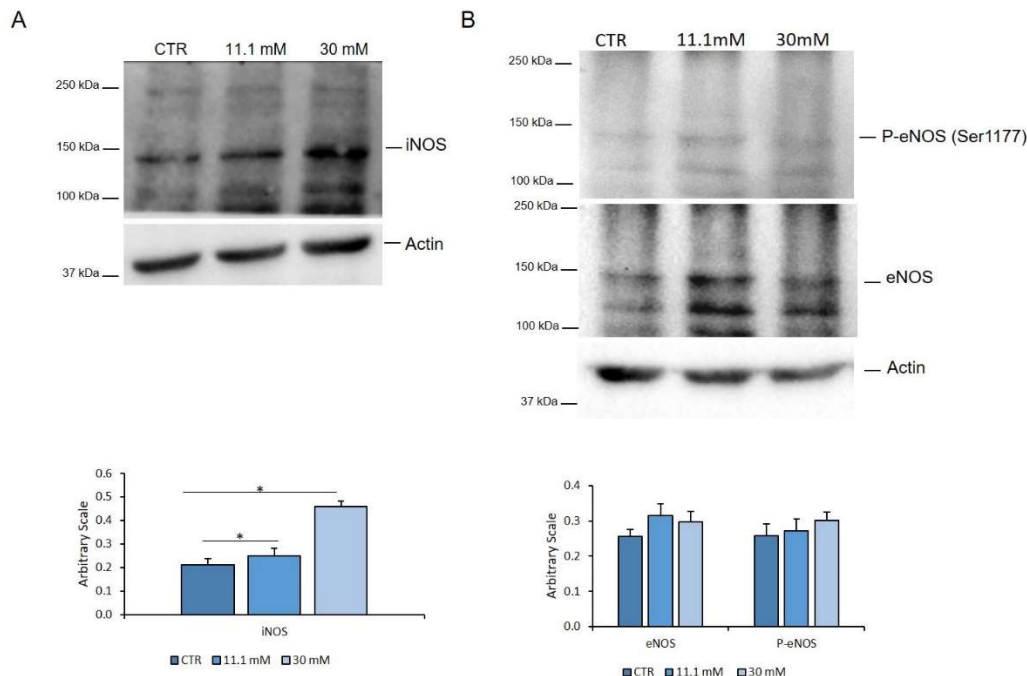 A
CTR 11.1 mM 30 mM
250 kDa
150 kDa
iNOS
100 kDa
Actin
37 kDa
0.6
0.5
0.4
0.3
0.2
0.1
0.0
Arbitrary Scale
*
*
iNOS
CTR 11.1 mM 30 mM
B
CTR 11.1mM 30mM
250 kDa
150 kDa
P-eNOS (Ser1177)
100 kDa
250 kDa
150 kDa
eNOS
100 kDa
Actin
37 kDa
0.4
0.3
0.2
0.1
0.0
Arbitrary Scale
eNOS P-eNOS
CTR 11.1 mM 30 mM